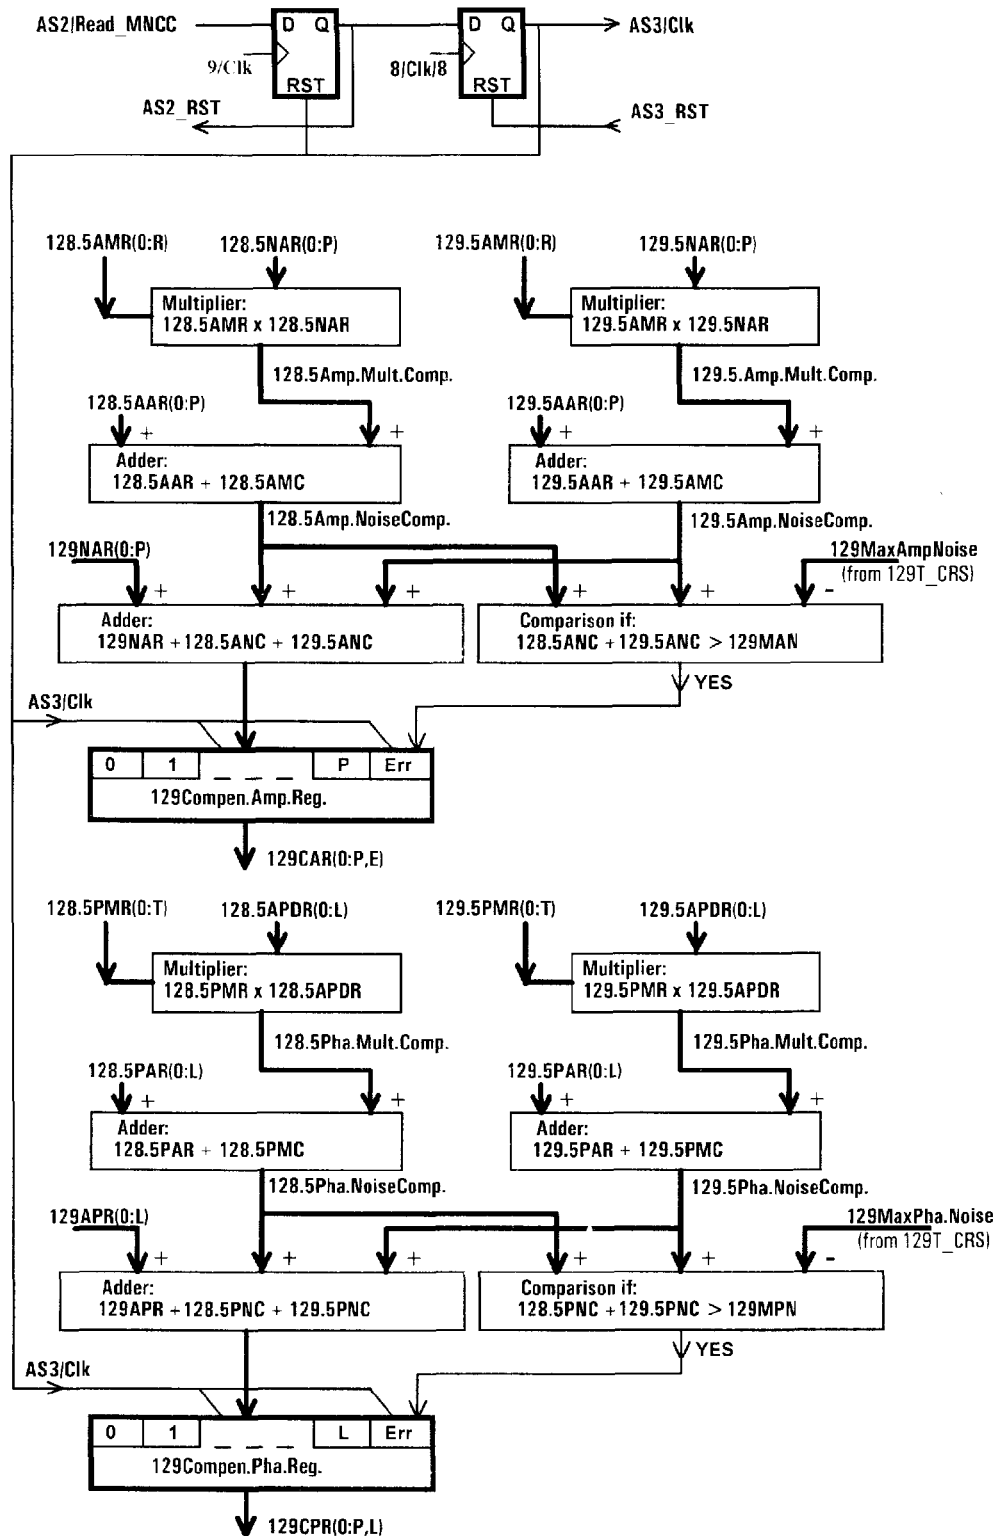 AS2/Read_MNCC
D Q
9/Clk
RST
8/Clk/8
D Q
RST
AS3/Clk
AS2_RST
AS3_RST
128.5AMR(0:R)
128.5NAR(0:P)
129.5AMR(0:R)
129.5NAR(0:P)
Multiplier:
128.5AMR x 128.5NAR
Multiplier:
129.5AMR x 129.5NAR
128.5Amp.Mult.Comp.
129.5.Amp.Mult.Comp.
128.5AAR(0:P)
+
+
129.5AAR(0:P)
+
+
Adder:
128.5AAR + 128.5AMC
Adder:
129.5AAR + 129.5AMC
128.5Amp.NoiseComp.
129.5Amp.NoiseComp.
129NAR(0:P)
129MaxAmpNoise
(from 129T_CRS)
+
+
+
+
+
-
Adder:
129NAR +128.5ANC + 129.5ANC
Comparison if:
128.5ANC +129.5ANC > 129MAN
YES
AS3/Clk
0 1 _ _ _ P Err
129Compen.Amp.Reg.
129CAR(0:P,E)
128.5PMR(0:T)
128.5APDR(0:L)
129.5PMR(0:T)
129.5APDR(0:L)
Multiplier:
128.5PMR x 128.5APDR
Multiplier:
129.5PMR x 129.5APDR
128.5Pha.Mult.Comp.
129.5Pha.Mult.Comp.
128.5PAR(0:L)
+
+
129.5PAR(0:L)
+
+
Adder:
128.5PAR + 128.5PMC
Adder:
129.5PAR + 129.5PMC
128.5Pha.NoiseComp.
129.5Pha.NoiseComp.
129APR(0:L)
129MaxPha.Noise
(from 129T_CRS)
+
+
+
+
+
-
Adder:
129APR +128.5PNC + 129.5PNC
Comparison if:
128.5PNC +129.5PNC > 129MPN
YES
AS3/Clk
0 1 _ _ _ L Err
129Compen.Pha.Reg.
129CPR(0:P,L)